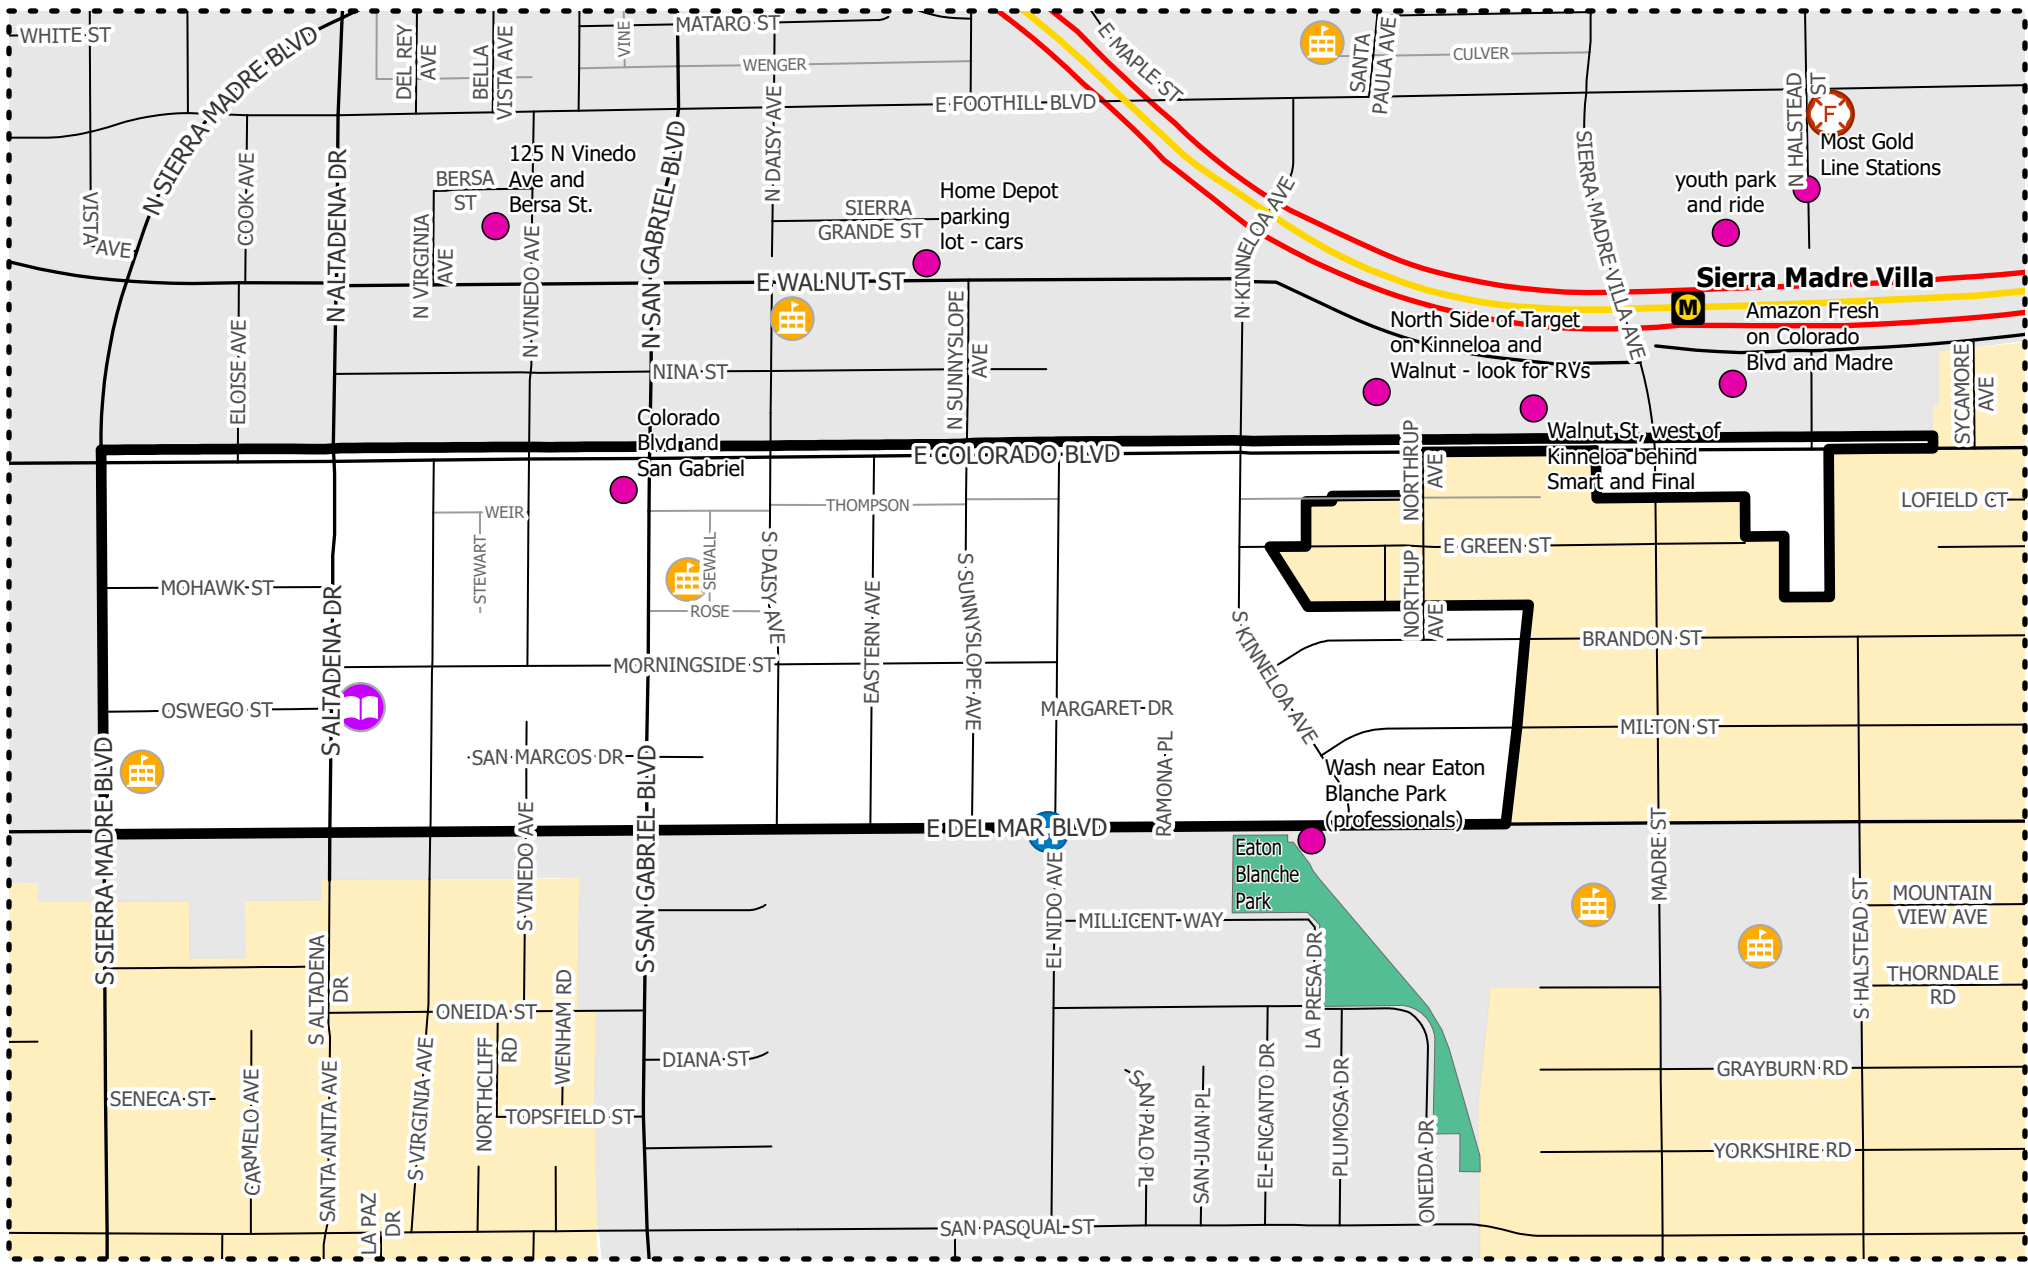 WHITE ST
N SIERRA MADRE BLVD
DEL REY
AVE
BELLA
VISTA AVE
VINE
MATARO ST
WENGER
E MAPLE ST
SANTA
PAULA AVE
CULVER
E FOOTHILL BLVD
N HALSTEAD
ST
F
Most Gold
Line Stations
VISTA
AVE
COOK AVE
N ALTADENA DR
BERSA
ST
125 N Vinedo
Ave and
Bersa St.
N SAN GABRIEL BLVD
N DAISY AVE
SIERRA
GRANDE ST
Home Depot
parking
lot - cars
N KINNELOA AVE
SIERRA MADRE VILLA AVE
youth park
and ride
N VIRGINIA
AVE
N VINEDO AVE
E WALNUT ST
Sierra Madre Villa
M
ELOISE AVE
NINA ST
N SUNNYSLOPE
AVE
North Side of Target
on Kinneloa and
Walnut - look for RVs
Amazon Fresh
on Colorado
Blvd and Madre
SYCAMORE
AVE
Colorado
Blvd and
San Gabriel
E COLORADO BLVD
NORTHRUP
AVE
Walnut St, west of
Kinneloa behind
Smart and Final
LOFIELD CT
WEIR
STEWART
THOMPSON
SEWALL
ROSE
S DAISY AVE
EASTERN AVE
S SUNNYSLOPE AVE
E GREEN ST
NORTHUP
AVE
MOHAWK ST
S ALTADENA DR
S KINNELOA AVE
BRANDON ST
MORNINGSIDE ST
OSWEGO ST
MARGARET DR
MILTON ST
SAN MARCOS DR
RAMONA PL
Wash near Eaton
Blanche Park
(professionals)
S SIERRA MADRE BLVD
S VINEDO AVE
S SAN GABRIEL BLVD
E DEL MAR BLVD
Eaton
Blanche
Park
MADRE ST
EL NIDO AVE
MILLICENT WAY
LA PRESA DR
S HALSTEAD ST
MOUNTAIN
VIEW AVE
THORNDALE
RD
S ALTADENA
DR
ONEIDA ST
WENHAM RD
NORTHCLIFF
RD
DIANA ST
SENECA ST
CARMELO AVE
SANTA ANITA AVE
S VIRGINIA AVE
TOPSFIELD ST
SAN PALO PL
SAN JUAN PL
EL ENCANTO DR
PLUMOSA DR
ONEIDA DR
GRAYBURN RD
YORKSHIRE RD
LA PAZ
DR
SAN PASQUAL ST